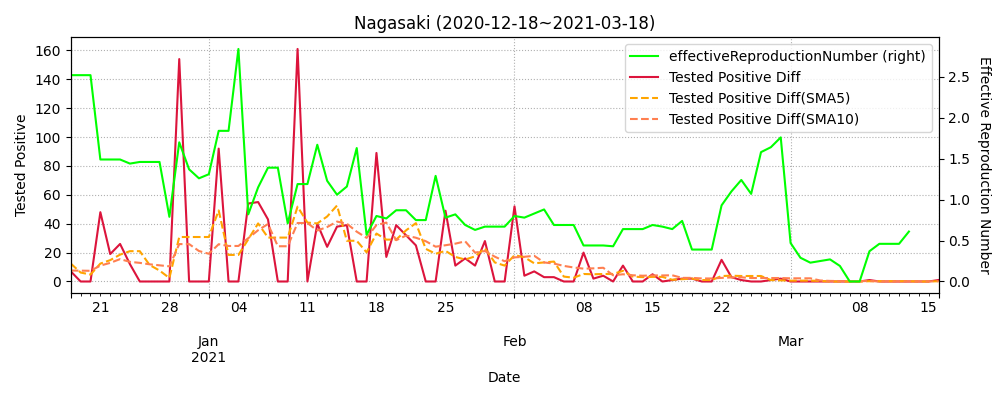 Nagasaki (2020-12-18~2021-03-18)
effectiveReproductionNumber (right)
Tested Positive Diff
Tested Positive Diff(SMA5)
Tested Positive Diff(SMA10)
Tested Positive
160
140
120
100
80
60
40
20
0
Effective Reproduction Number
2.5
2.0
1.5
1.0
0.5
0.0
21 28 04 11 18 25 08 15 22 08 15
Jan Feb Mar
2021
Date